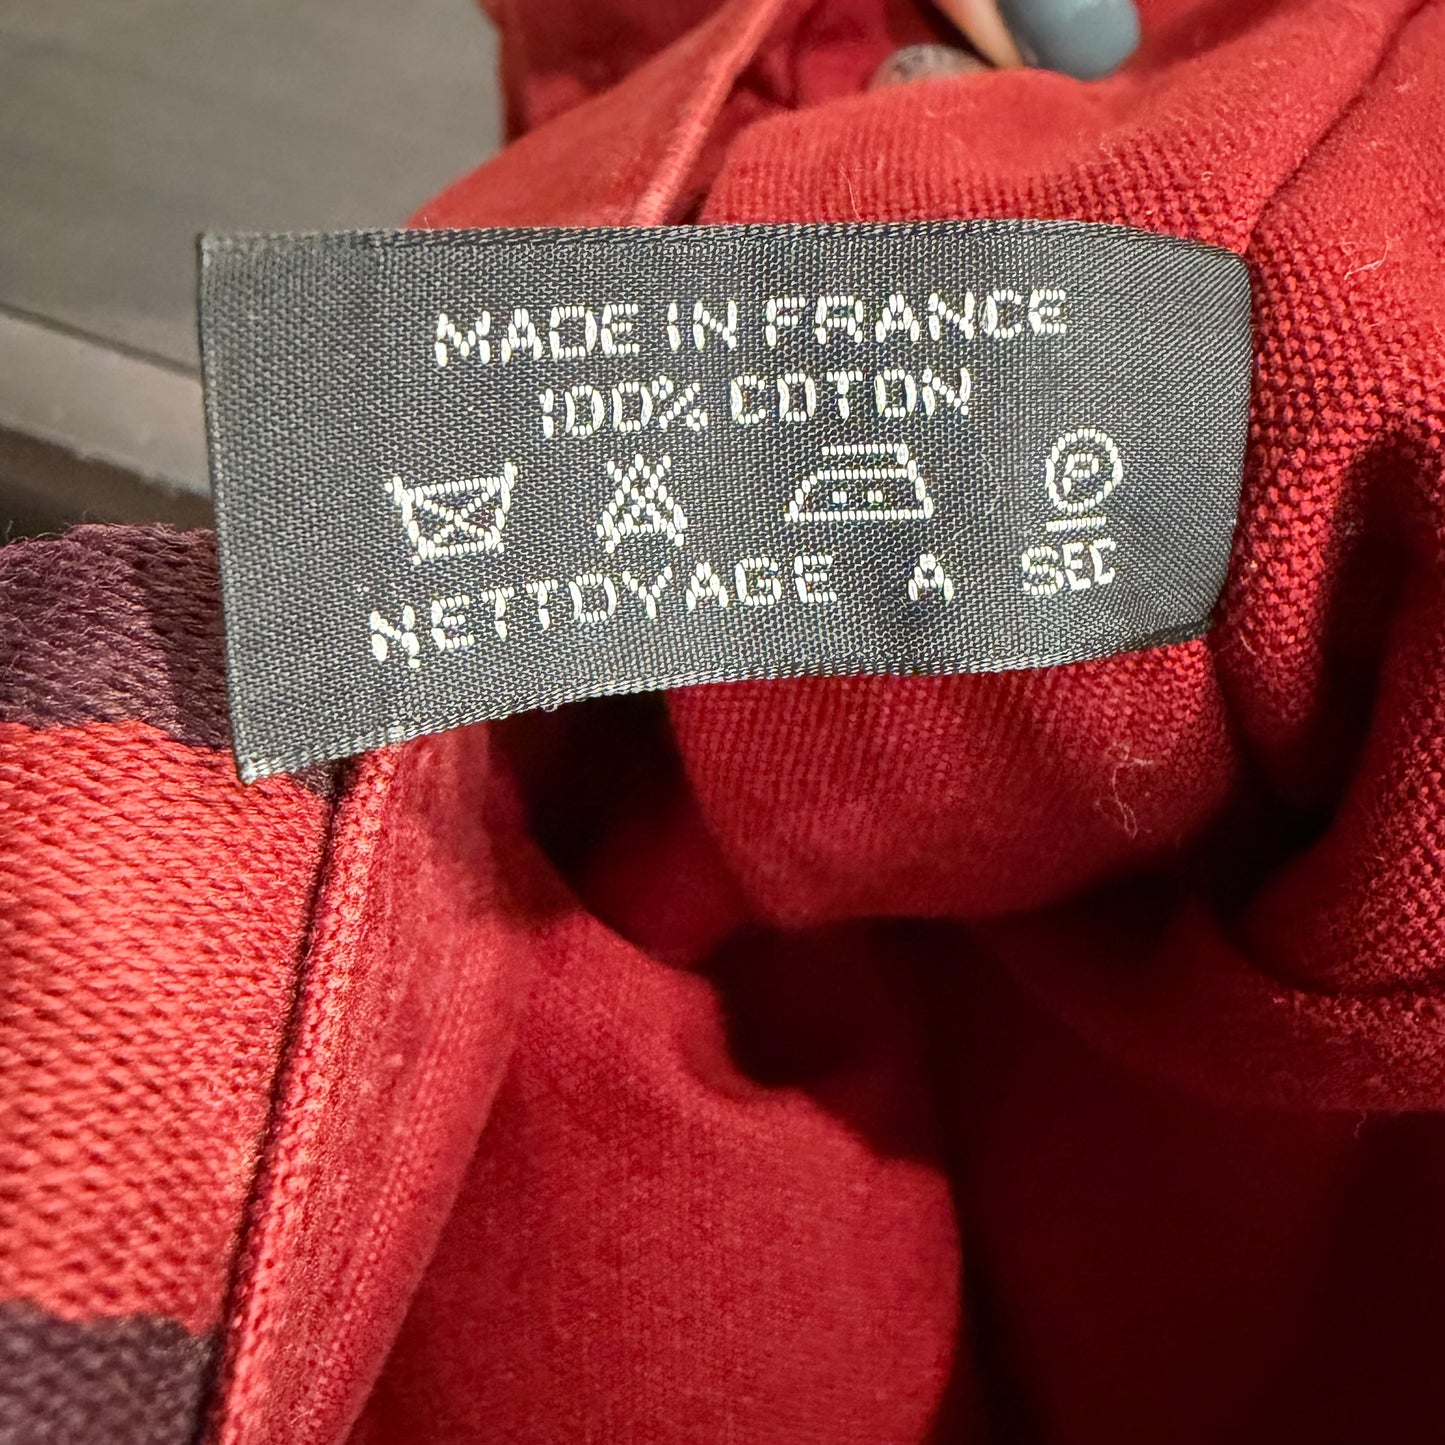 MADE IN FRANCE
100% COTON
P
NETTOYAGE A SEC